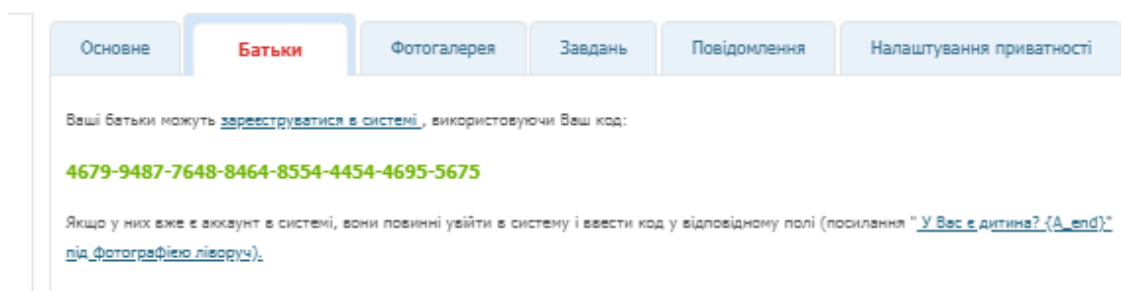 Основне Батьки Фотогалерея Завдань Повідомлення Налаштування приватності
Ваші батьки можуть зареєструватися в системі , використовуючи Ваш код:
4679-9487-7648-8464-8554-4454-4695-5675
Якщо у них вже є аккаунт в системі, вони повинні увійти в систему і ввести код у відповідному полі (посилання " У Вас є дитина? {A_end}"
під фотографією ліворуч).